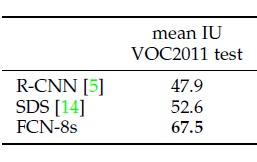 mean IU
VOC2011 test
R-CNN [5] 47.9
SDS [14] 52.6
FCN-8s 67.5